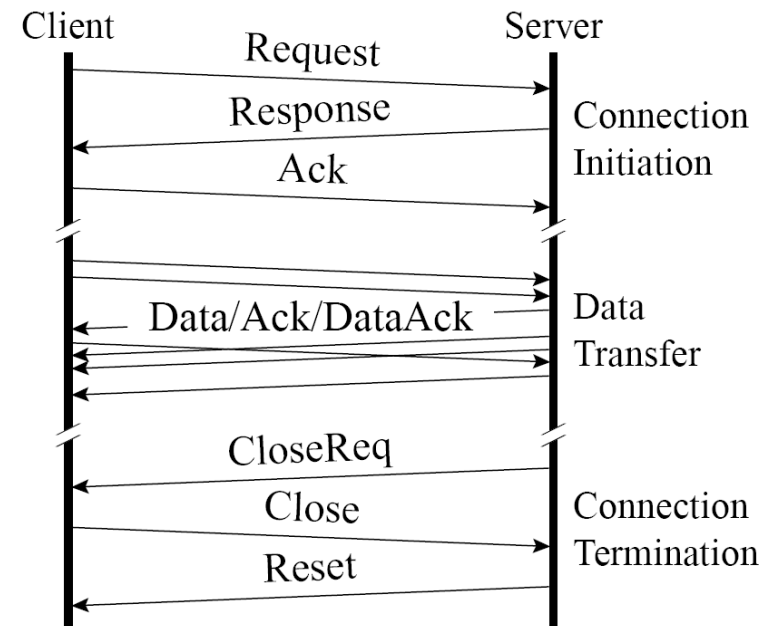 Client
Server
Request
Response
Connection
Initiation
Ack
Data/Ack/DataAck
Data
Transfer
CloseReq
Close
Connection
Termination
Reset